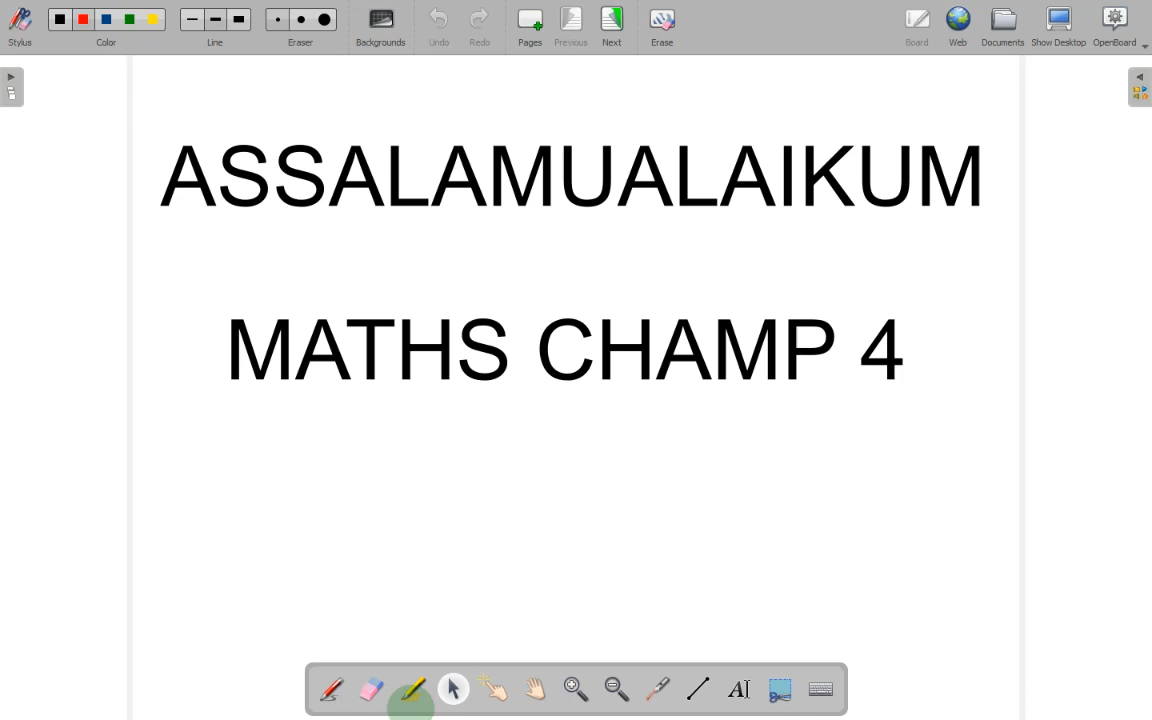 Stylus Color Line Eraser Backgrounds Undo Redo Pages Previous Next Erase Board Web Documents Show Desktop OpenBoard
ASSALAMUALAIKUM
MATHS CHAMP 4